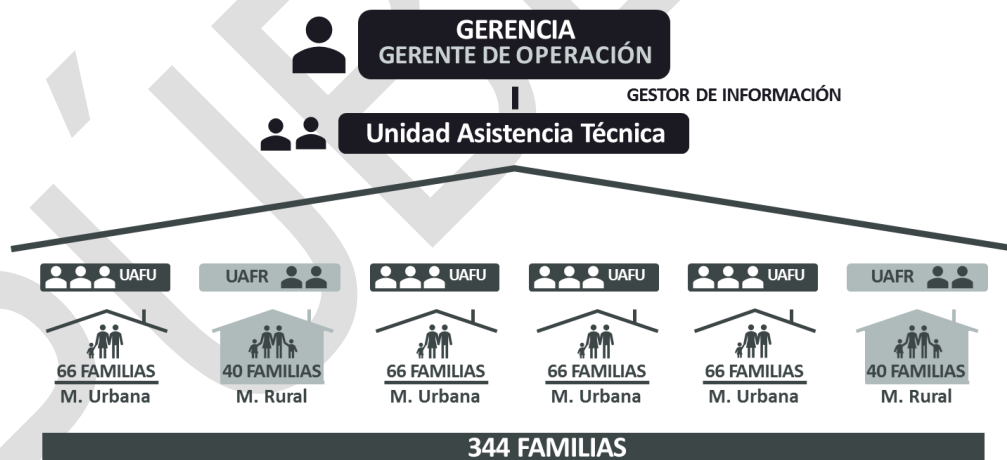 GERENCIA
GERENTE DE OPERACIÓN
GESTOR DE INFORMACIÓN
Unidad Asistencia Técnica
UAFU UAFR UAFU UAFU UAFU UAFR
66 FAMILIAS 40 FAMILIAS 66 FAMILIAS 66 FAMILIAS 66 FAMILIAS 40 FAMILIAS
M. Urbana M. Rural M. Urbana M. Urbana M. Urbana M. Rural
344 FAMILIAS